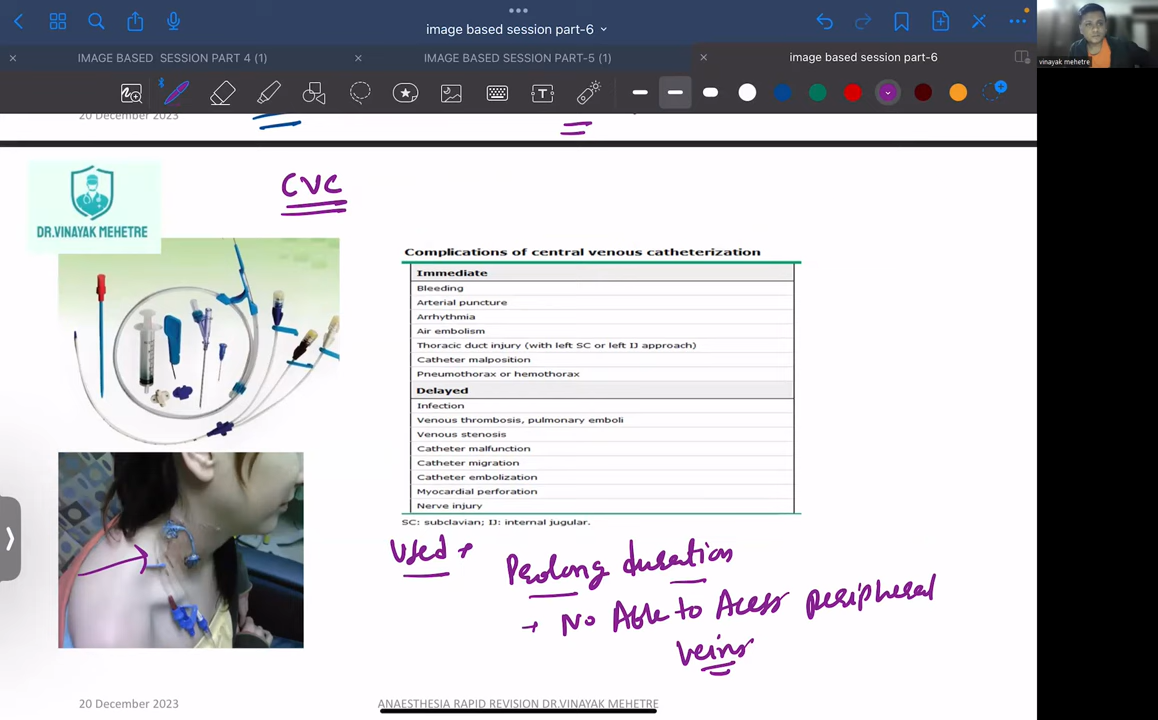 image based session part-6
IMAGE BASED SESSION PART 4 (1)
IMAGE BASED SESSION PART-5 (1)
image based session part-6
vinayak mehetre
20 December 2023
CVC
DR.VINAYAK MEHETRE
Complications of central venous catheterization
Immediate
Bleeding
Arterial puncture
Arrhythmia
Air embolism
Thoracic duct injury (with left SC or left IJ approach)
Catheter malposition
Pneumothorax or hemothorax
Delayed
Infection
Venous thrombosis, pulmonary emboli
Venous stenosis
Catheter malfunction
Catheter migration
Catheter embolization
Myocardial perforation
Nerve injury
SC: subclavian; IJ: internal jugular.
Used →
Prolong duration
→ No Able to Acess peripheral
veins
20 December 2023
ANAESTHESIA RAPID REVISION DR.VINAYAK MEHETRE